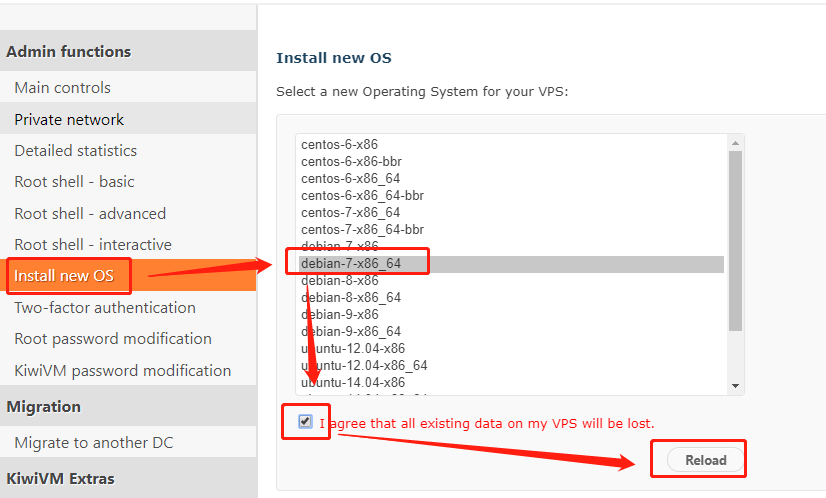 Admin functions
Main controls
Private network
Detailed statistics
Root shell - basic
Root shell - advanced
Root shell - interactive
Install new OS
Two-factor authentication
Root password modification
KiwiVM password modification
Migration
Migrate to another DC
KiwiVM Extras
Install new OS
Select a new Operating System for your VPS:
centos-6-x86
centos-6-x86-bbr
centos-6-x86_64
centos-6-x86_64-bbr
centos-7-x86_64
centos-7-x86_64-bbr
debian-7-x86
debian-7-x86_64
debian-8-x86
debian-8-x86_64
debian-9-x86
debian-9-x86_64
ubuntu-12.04-x86
ubuntu-12.04-x86_64
ubuntu-14.04-x86
I agree that all existing data on my VPS will be lost.
Reload